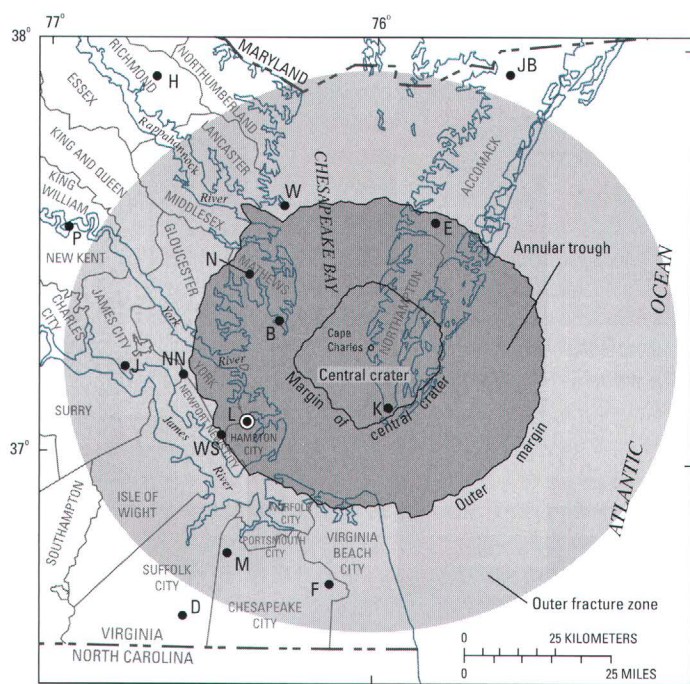 77°
76°
38°
MARYLAND
JB
RICHMOND
NORTHUMBERLAND
H
ESSEX
LANCASTER
Rappahannock
River
ACCOMACK
KING AND QUEEN
CHESAPEAKE BAY
KING
WILLIAM
MIDDLESEX
W
P
E
NEW KENT
GLOUCESTER
N
MATHEWS
Annular trough
OCEAN
NORTHAMPTON
CHARLES
CITY
JAMES CITY
York
River
B
Cape
Charles
Central crater
Margin of
central crater
J
NN
YORK
NEWPORT NEWS CITY
K
SURRY
L
HAMPTON
CITY
37°
James
River
WS
Outer
margin
ATLANTIC
ISLE OF
WIGHT
SOUTHAMPTON
NORFOLK
CITY
PORTSMOUTH
CITY
VIRGINIA
BEACH
CITY
M
SUFFOLK
CITY
F
D
CHESAPEAKE
CITY
Outer fracture zone
VIRGINIA
NORTH CAROLINA
0
25 KILOMETERS
0
25 MILES